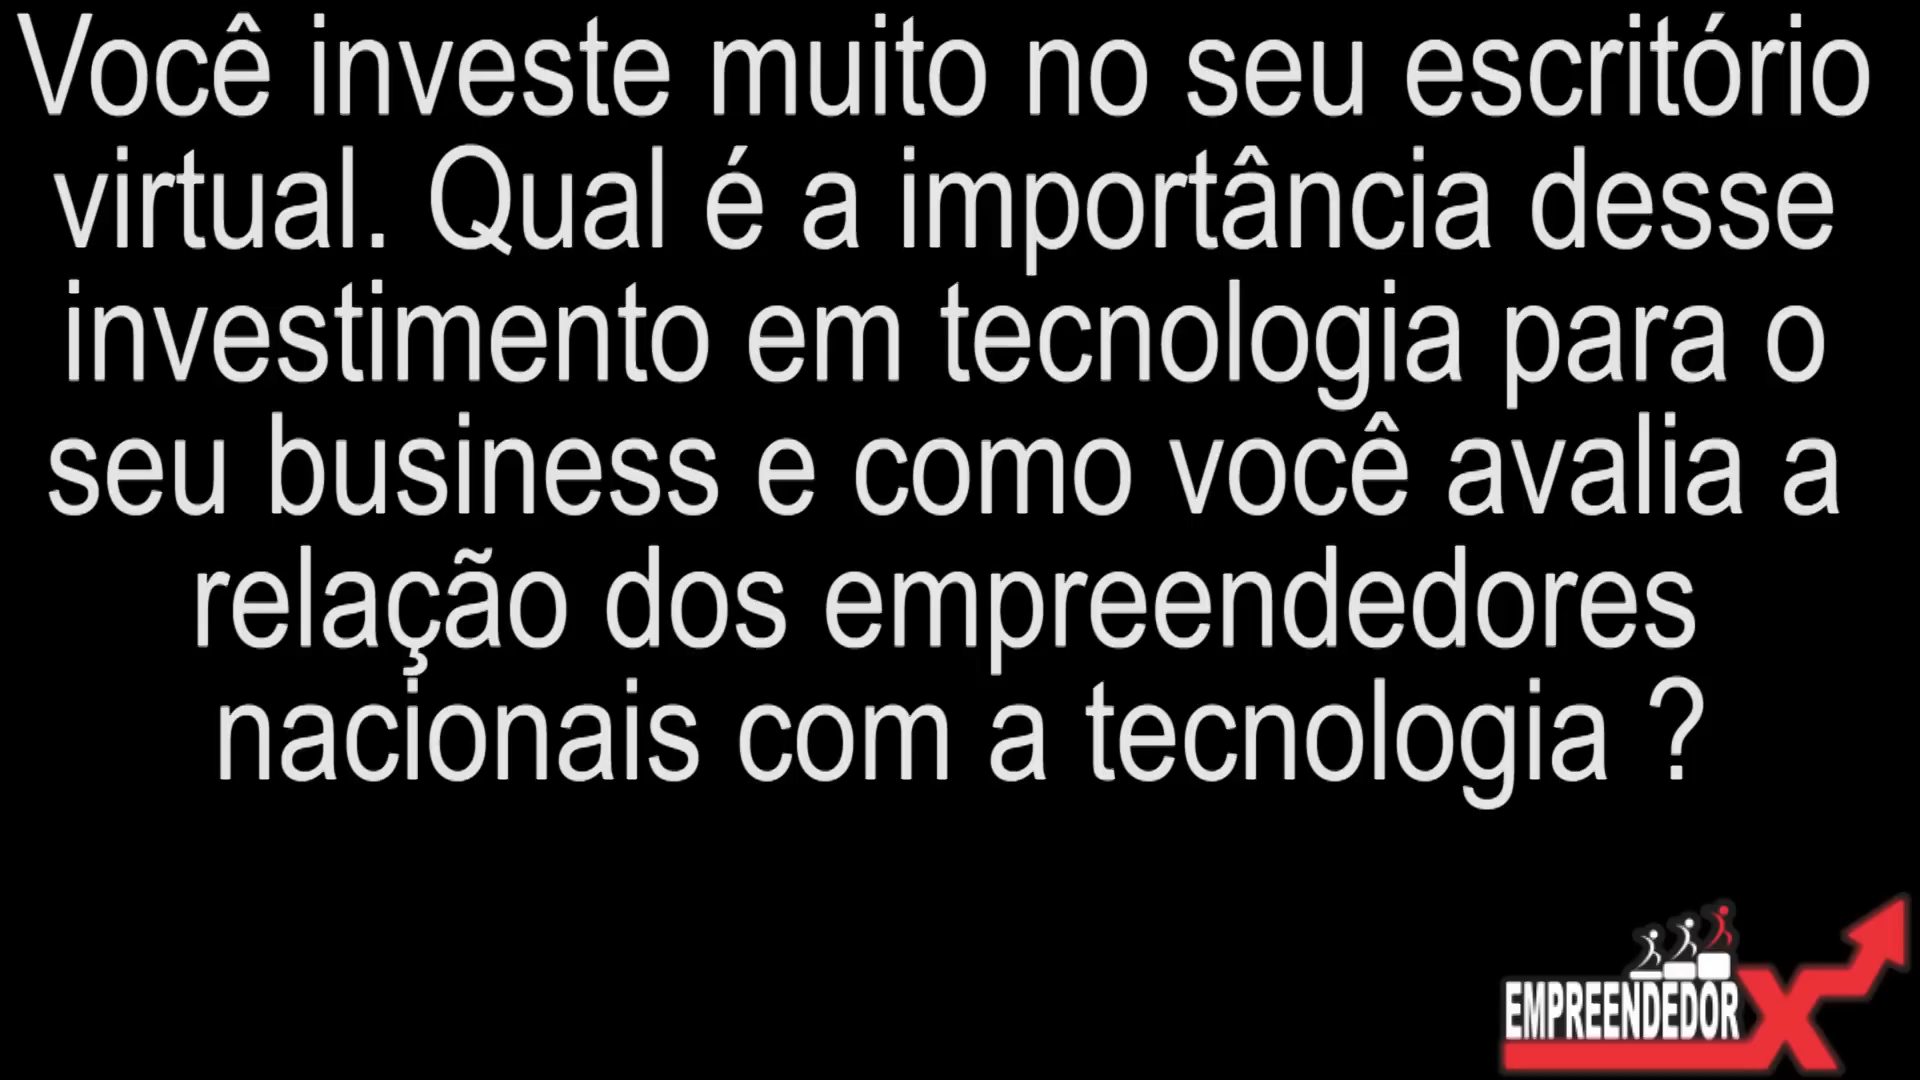 Você investe muito no seu escritório
virtual. Qual é a importância desse
investimento em tecnologia para o
seu business e como você avalia a
relação dos empreendedores
nacionais com a tecnologia ?
EMPREENDEDOR X